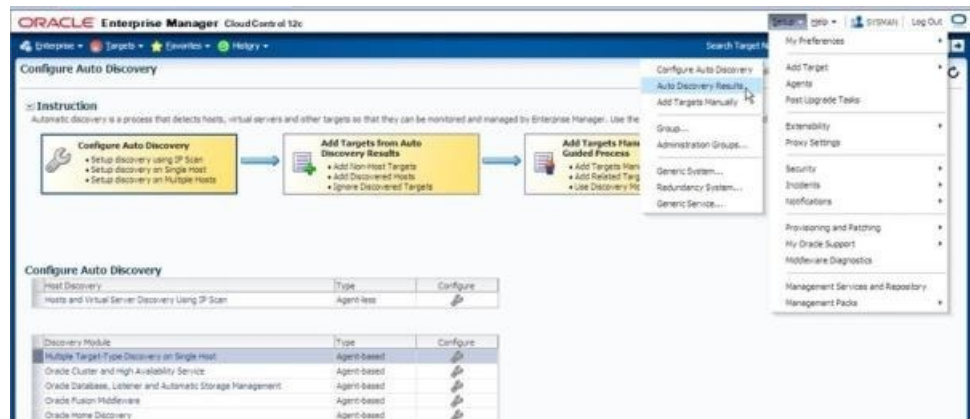 ORACLE Enterprise Manager Cloud Control 12c
Setup Help SYSMAN Log Out
Enterprise Targets Favorites History
Search Target
Configure Auto Discovery
Instruction
Automatic discovery is a process that detects hosts, virtual servers and other targets so that they can be monitored and managed by Enterprise Manager. Use the
Configure Auto Discovery
• Setup discovery using IP Scan
• Setup discovery on Single Host
• Setup discovery on Multiple Hosts
Add Targets from Auto Discovery Results
• Add Non-Host Targets
• Add Discovered Hosts
• Ignore Discovered Targets
Add Targets
Guided Process
• Add Targets
• Add Related
• Use Discovery
Configure Auto Discovery
Auto Discovery Results
Add Targets Manually
Group...
Administration Groups...
Generic System...
Redundancy System...
Generic Service...
My Preferences
Add Target
Agents
Post Upgrade Tasks
Extensibility
Proxy Settings
Security
Incidents
Notifications
Provisioning and Patching
My Oracle Support
Middleware Diagnostics
Management Services and Repository
Management Packs
Configure Auto Discovery
Host Discovery Type Configure
Hosts and Virtual Server Discovery Using IP Scan Agent-less
Discovery Module Type Configure
Multiple Target-Type Discovery on Single Host Agent-based
Oracle Cluster and High Availability Service Agent-based
Oracle Database, Listener and Automatic Storage Management Agent-based
Oracle Fusion Middleware Agent-based
Oracle Home Discovery Agent-based